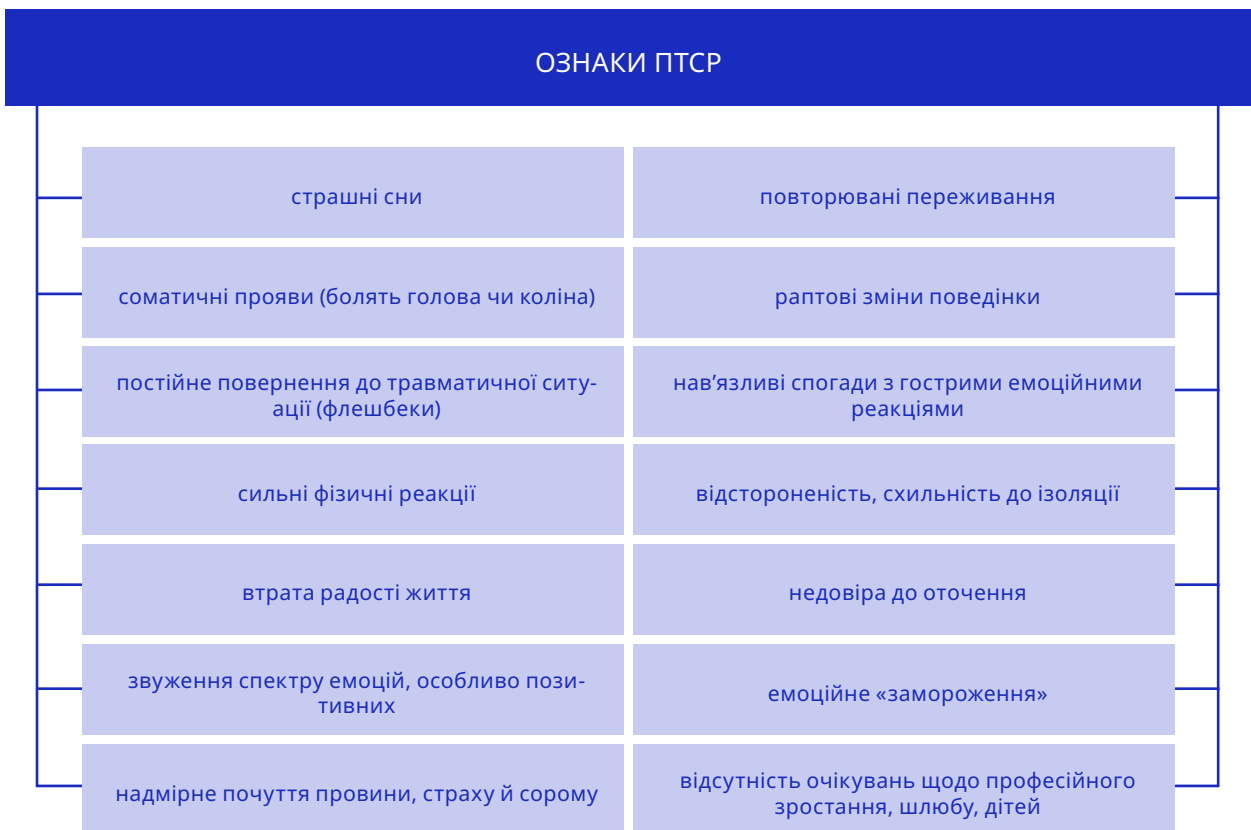 ОЗНАКИ ПТСР
страшні сни
повторювані переживання
соматичні прояви (болять голова чи коліна)
раптові зміни поведінки
постійне повернення до травматичної ситу-
ації (флешбеки)
нав’язливі спогади з гострими емоційними
реакціями
сильні фізичні реакції
відстороненість, схильність до ізоляції
втрата радості життя
недовіра до оточення
звуження спектру емоцій, особливо пози-
тивних
емоційне «замороження»
надмірне почуття провини, страху й сорому
відсутність очікувань щодо професійного
зростання, шлюбу, дітей